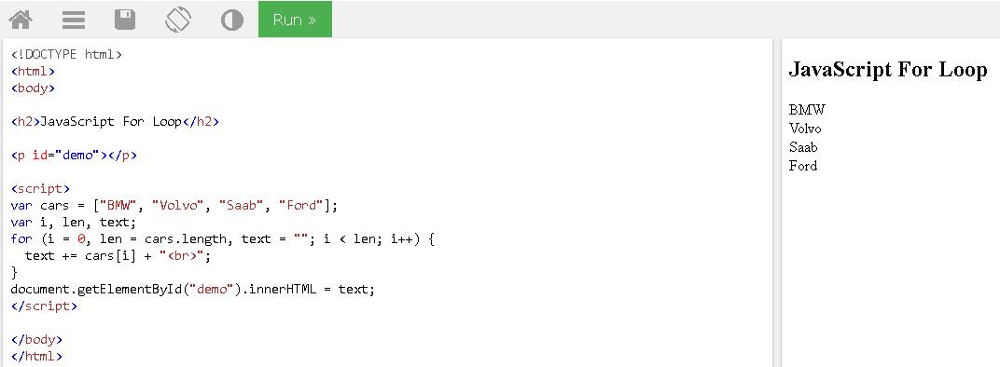 Run »
<!DOCTYPE html>
<html>
<body>
<h2>JavaScript For Loop</h2>
<p id="demo"></p>
<script>
var cars = ["BMW", "Volvo", "Saab", "Ford"];
var i, len, text;
for (i = 0, len = cars.length, text = ""; i < len; i++) {
  text += cars[i] + "<br>";
}
document.getElementById("demo").innerHTML = text;
</script>
</body>
</html>
JavaScript For Loop
BMW
Volvo
Saab
Ford